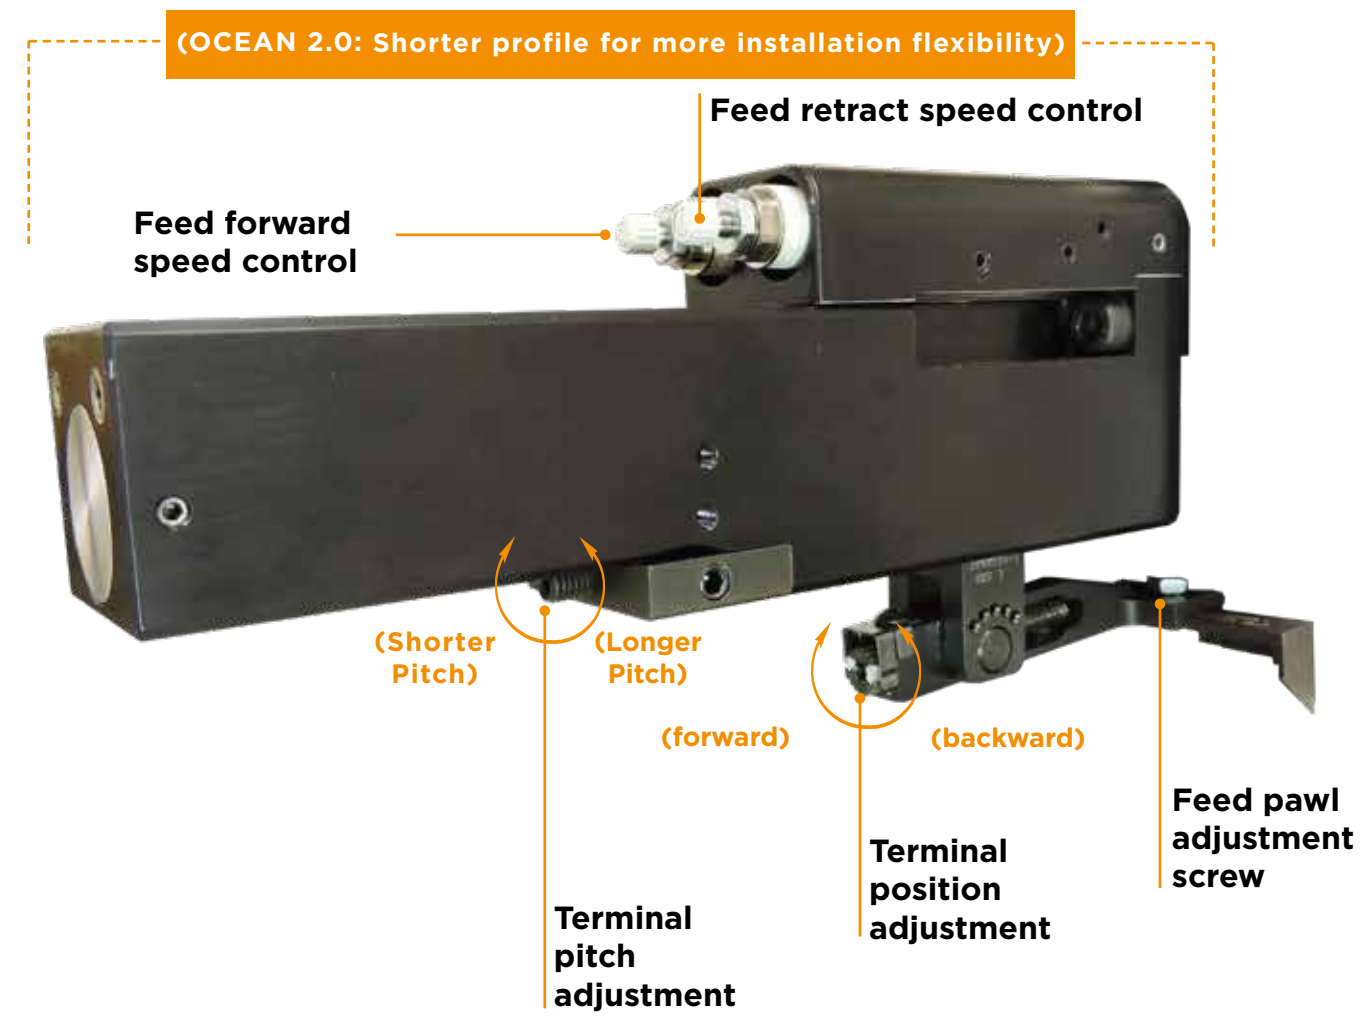 (OCEAN 2.0: Shorter profile for more installation flexibility)
Feed retract speed control
Feed forward
speed control
(Shorter
Pitch)
(Longer
Pitch)
(forward)
(backward)
Feed pawl
adjustment
screw
Terminal
position
adjustment
Terminal
pitch
adjustment